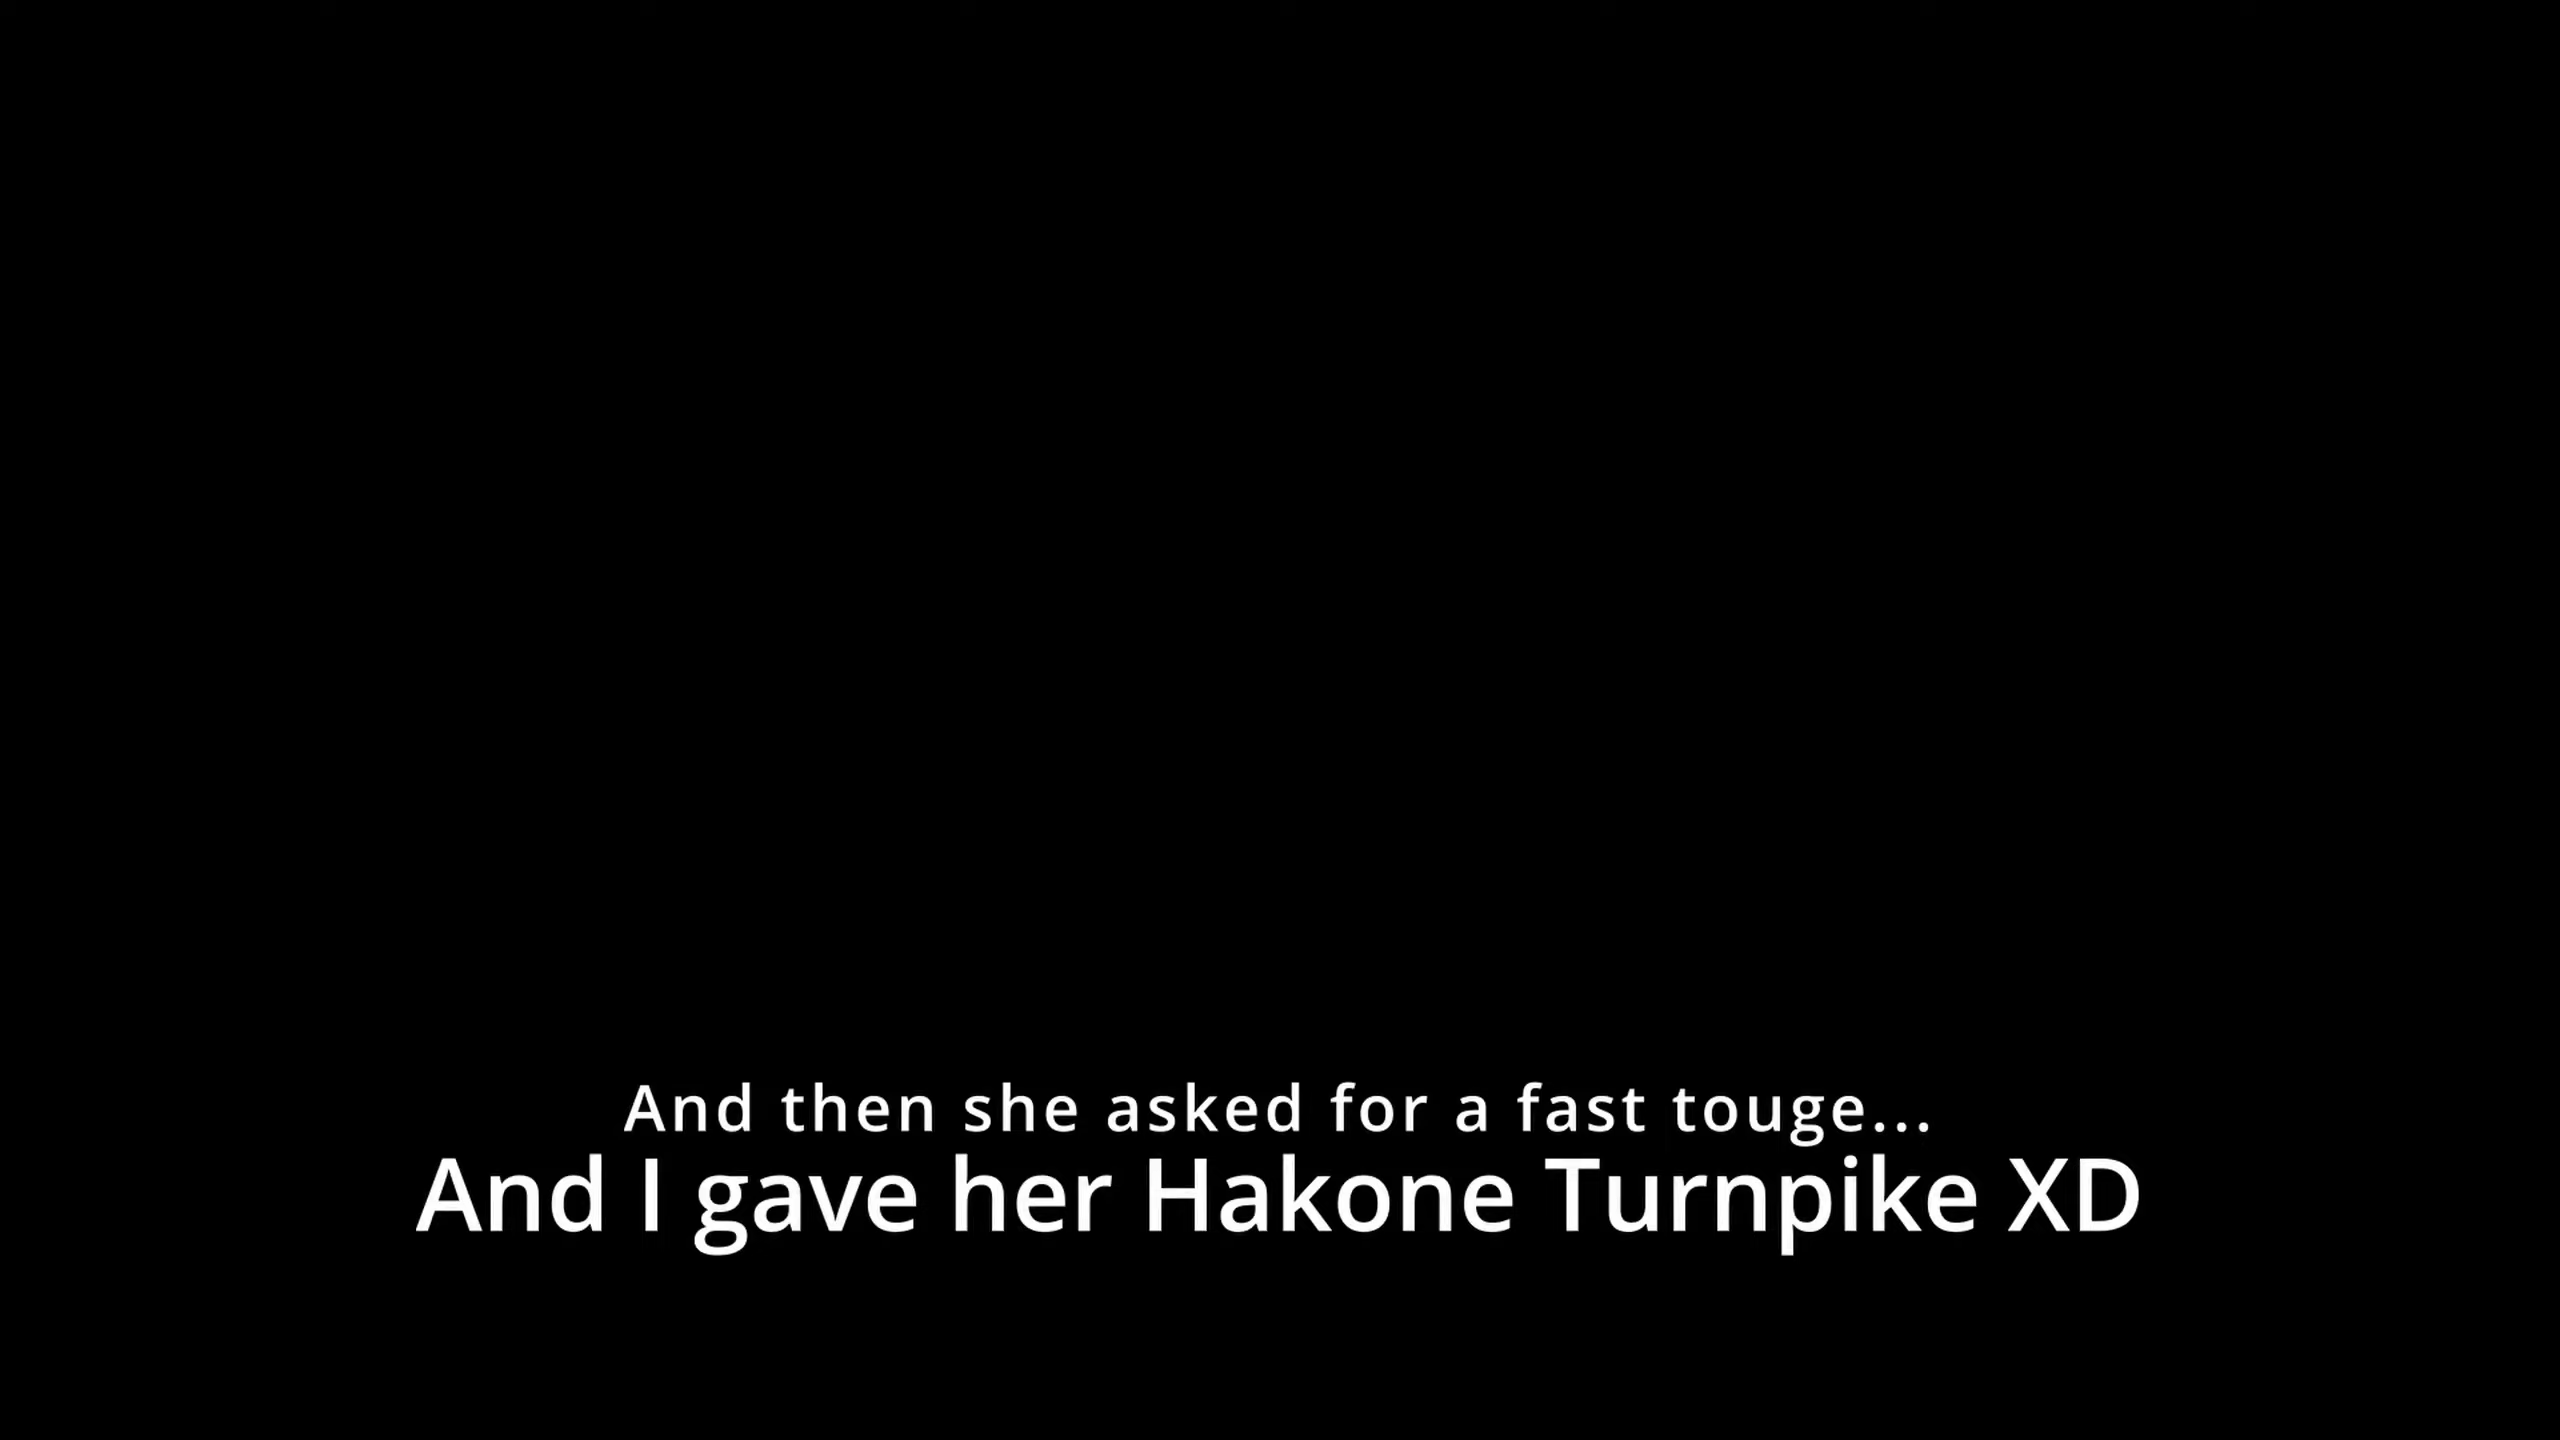 And then she asked for a fast touge...
And I gave her Hakone Turnpike XD